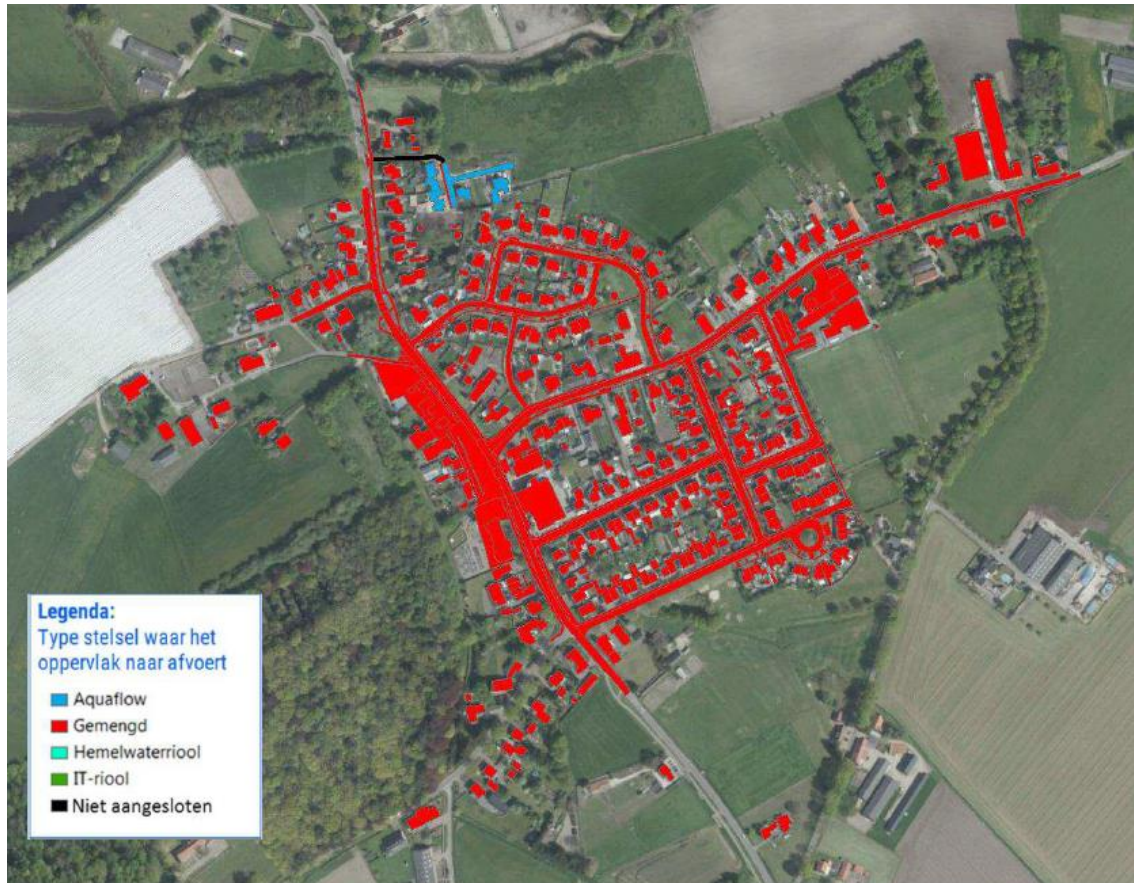 Legenda:
Type stelsel waar het
oppervlak naar afvoert
Aquaflow
Gemengd
Hemelwaterriool
IT-riool
Niet aangesloten